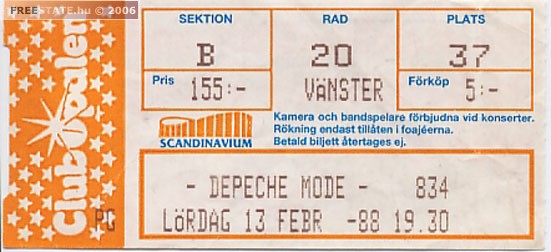 FREE STATE.hu © 2006
Club Opalen
PG
SEKTION RAD PLATS
B 20 37
Pris 155:- VÄNSTER Förköp 5:-
SCANDINAVIUM
Kamera och bandspelare förbjudna vid konserter.
Rökning endast tillåten i foajéerna.
Betald biljett återtages ej.
- DEPECHE MODE - 834
LÖRDAG 13 FEBR -88 19.30